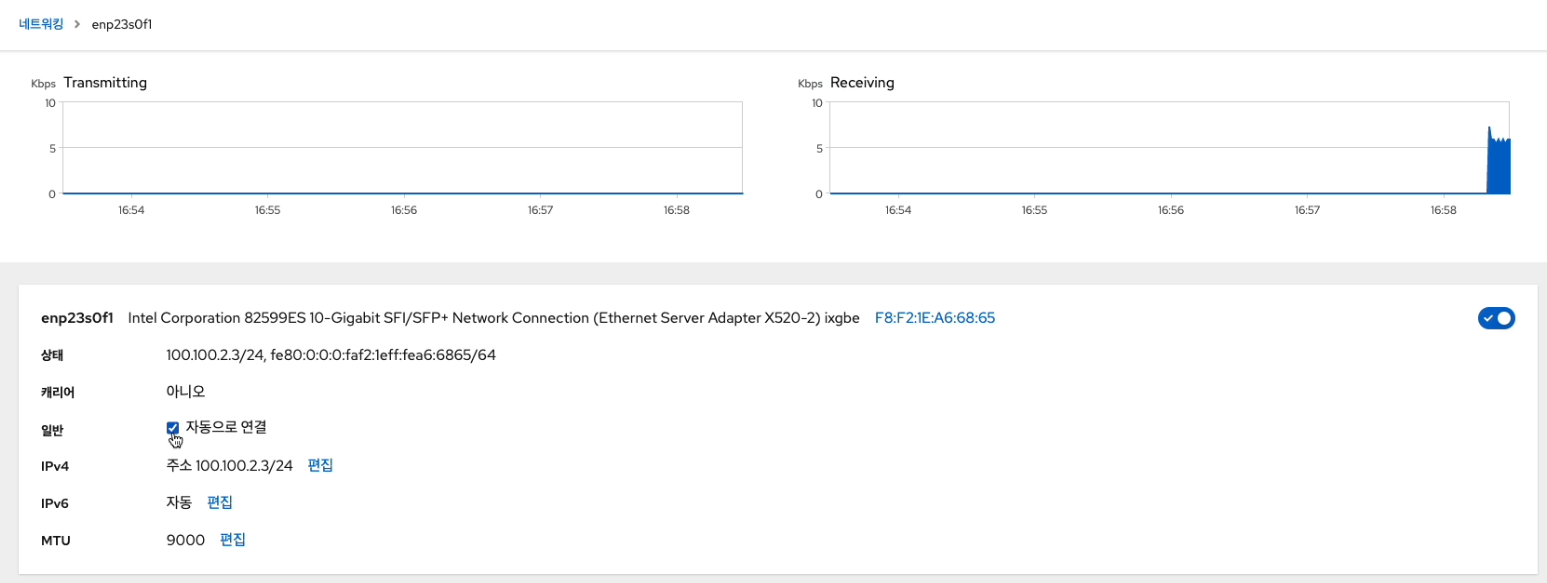 네트워킹 > enp23s0f1
Kbps Transmitting
10
5
0
16:54 16:55 16:56 16:57 16:58
Kbps Receiving
10
5
0
16:54 16:55 16:56 16:57 16:58
enp23s0f1 Intel Corporation 82599ES 10-Gigabit SFI/SFP+ Network Connection (Ethernet Server Adapter X520-2) ixgbe F8:F2:1E:A6:68:65
상태 100.100.2.3/24, fe80:0:0:0:faf2:1eff:fea6:6865/64
캐리어 아니오
일반 자동으로 연결
IPv4 주소 100.100.2.3/24 편집
IPv6 자동 편집
MTU 9000 편집